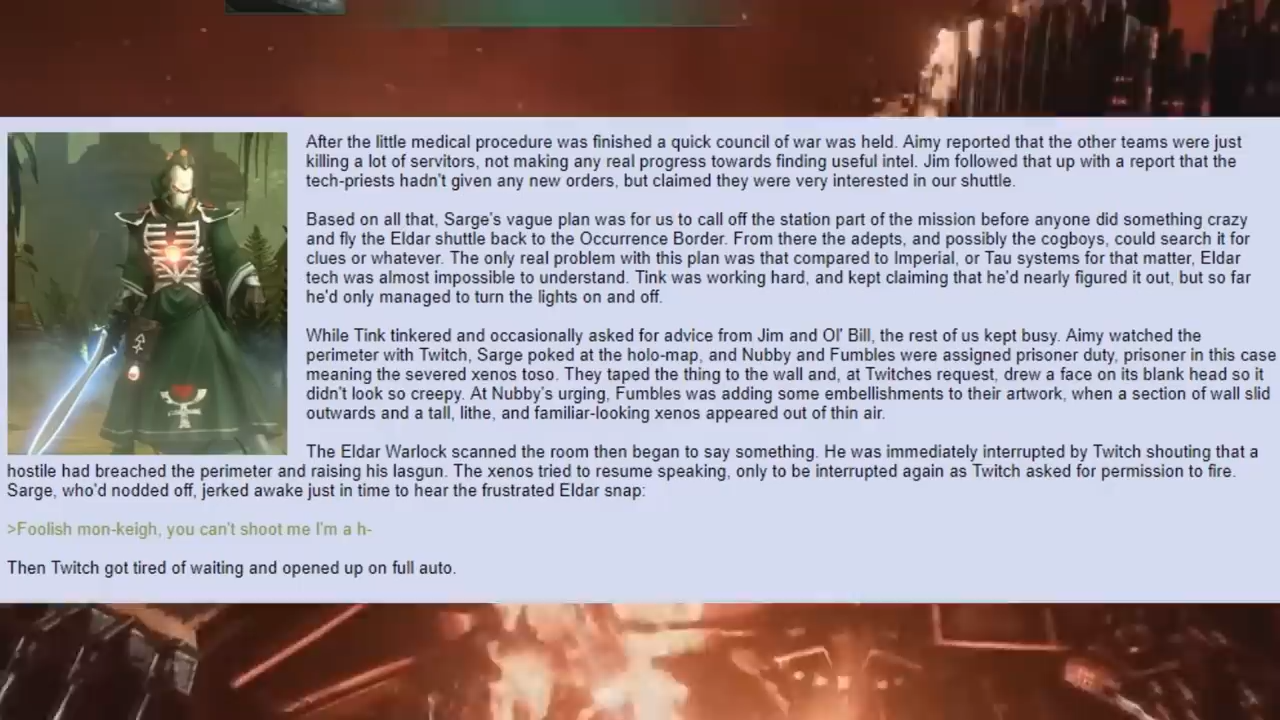 After the little medical procedure was finished a quick council of war was held. Aimy reported that the other teams were just
killing a lot of servitors, not making any real progress towards finding useful intel. Jim followed that up with a report that the
tech-priests hadn't given any new orders, but claimed they were very interested in our shuttle.
Based on all that, Sarge's vague plan was for us to call off the station part of the mission before anyone did something crazy
and fly the Eldar shuttle back to the Occurrence Border. From there the adepts, and possibly the cogboys, could search it for
clues or whatever. The only real problem with this plan was that compared to Imperial, or Tau systems for that matter, Eldar
tech was almost impossible to understand. Tink was working hard, and kept claiming that he'd nearly figured it out, but so far
he'd only managed to turn the lights on and off.
While Tink tinkered and occasionally asked for advice from Jim and Ol' Bill, the rest of us kept busy. Aimy watched the
perimeter with Twitch, Sarge poked at the holo-map, and Nubby and Fumbles were assigned prisoner duty, prisoner in this case
meaning the severed xenos toso. They taped the thing to the wall and, at Twitches request, drew a face on its blank head so it
didn't look so creepy. At Nubby's urging, Fumbles was adding some embellishments to their artwork, when a section of wall slid
outwards and a tall, lithe, and familiar-looking xenos appeared out of thin air.
The Eldar Warlock scanned the room then began to say something. He was immediately interrupted by Twitch shouting that a
hostile had breached the perimeter and raising his lasgun. The xenos tried to resume speaking, only to be interrupted again as Twitch asked for permission to fire.
Sarge, who'd nodded off, jerked awake just in time to hear the frustrated Eldar snap:
>Foolish mon-keigh, you can't shoot me I'm a h-
Then Twitch got tired of waiting and opened up on full auto.